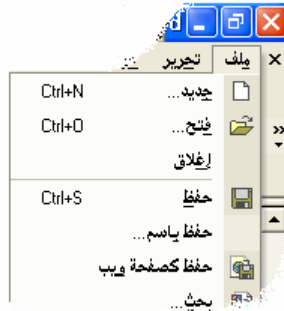 ملف تحرير
جديد... Ctrl+N
فتح... Ctrl+O
إغلاق
حفظ Ctrl+S
حفظ باسم...
حفظ كصفحة ويب
بحث...